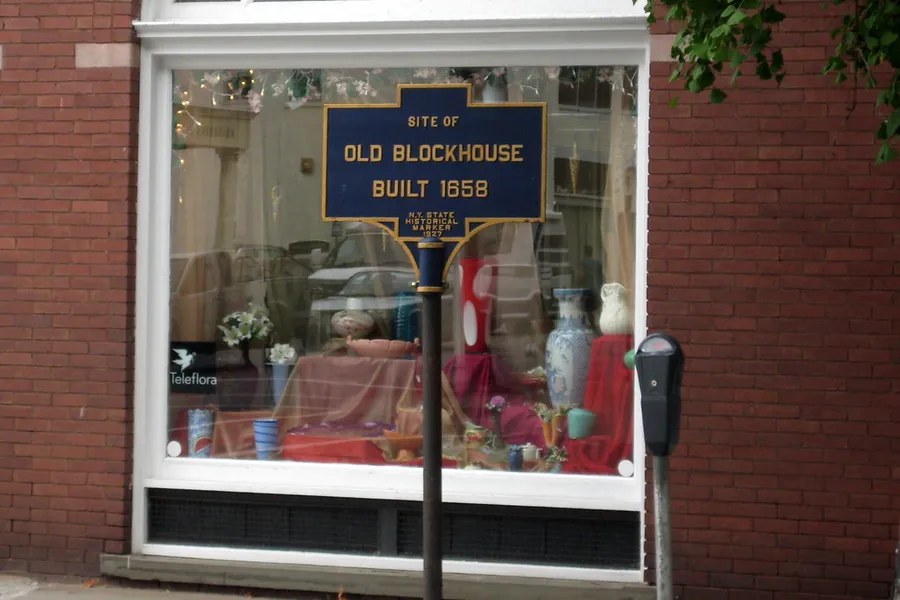 SITE OF
OLD BLOCKHOUSE
BUILT 1658
N.Y. STATE
HISTORICAL
MARKER
1927
Teleflora